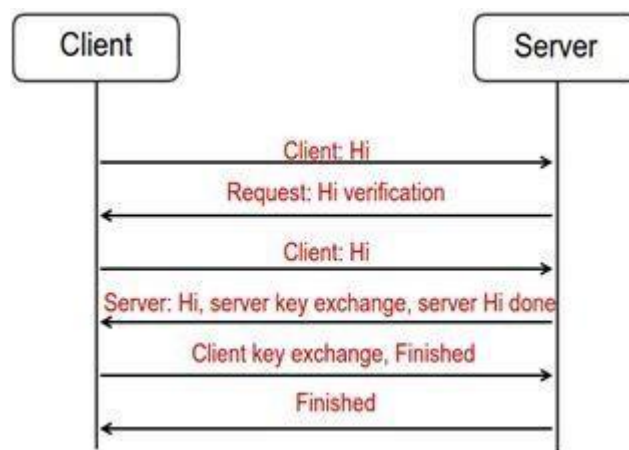 Client
Server
Client: Hi
Request: Hi verification
Client: Hi
Server: Hi, server key exchange, server Hi done
Client key exchange, Finished
Finished